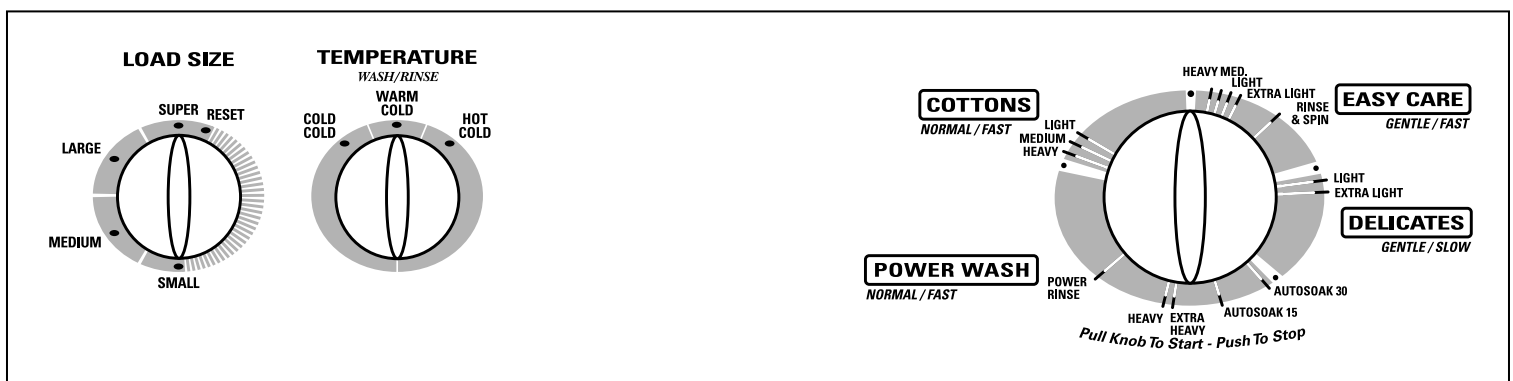 LOAD SIZE
SUPER
RESET
LARGE
MEDIUM
SMALL
TEMPERATURE
WASH/RINSE
WARM
COLD
COLD
COLD
HOT
COLD
COTTONS
NORMAL / FAST
LIGHT
MEDIUM
HEAVY
HEAVY MED.
LIGHT
EXTRA LIGHT
RINSE
& SPIN
EASY CARE
GENTLE / FAST
LIGHT
EXTRA LIGHT
DELICATES
GENTLE / SLOW
POWER WASH
NORMAL / FAST
POWER
RINSE
HEAVY
EXTRA
HEAVY
AUTOSOAK 15
AUTOSOAK 30
Pull Knob To Start - Push To Stop